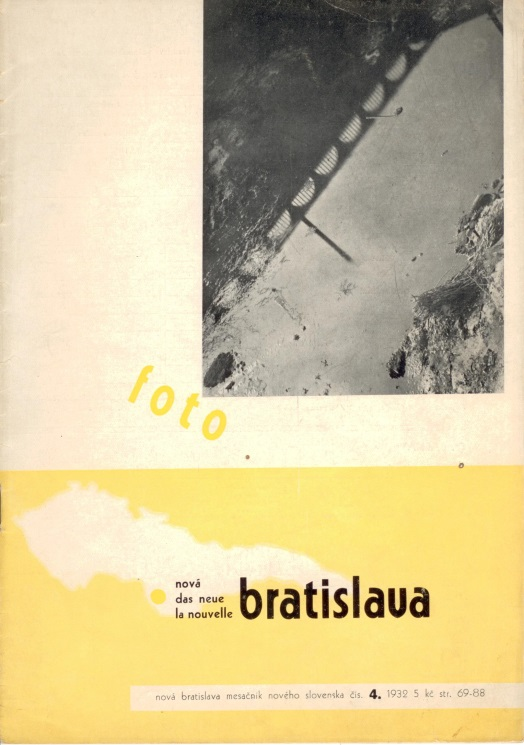 foto
nová
das neue
la nouvelle
bratislava
nová bratislava mesačník nového slovenska čís. 4. 1932 5 kč str. 69-88